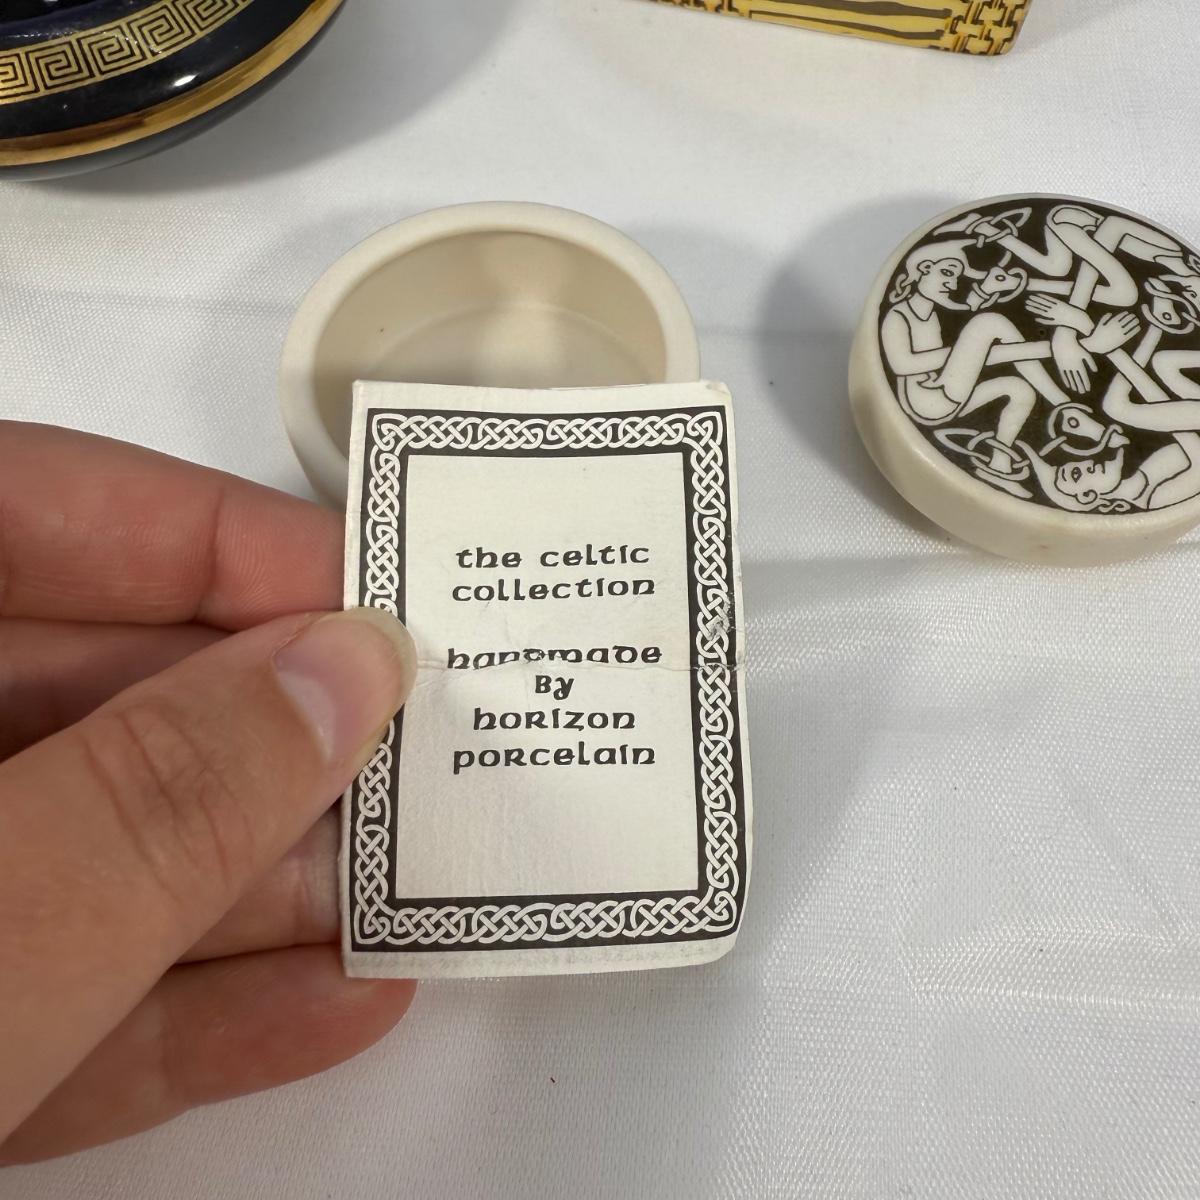 the celtic
collection
handmade
By
horizon
porcelain